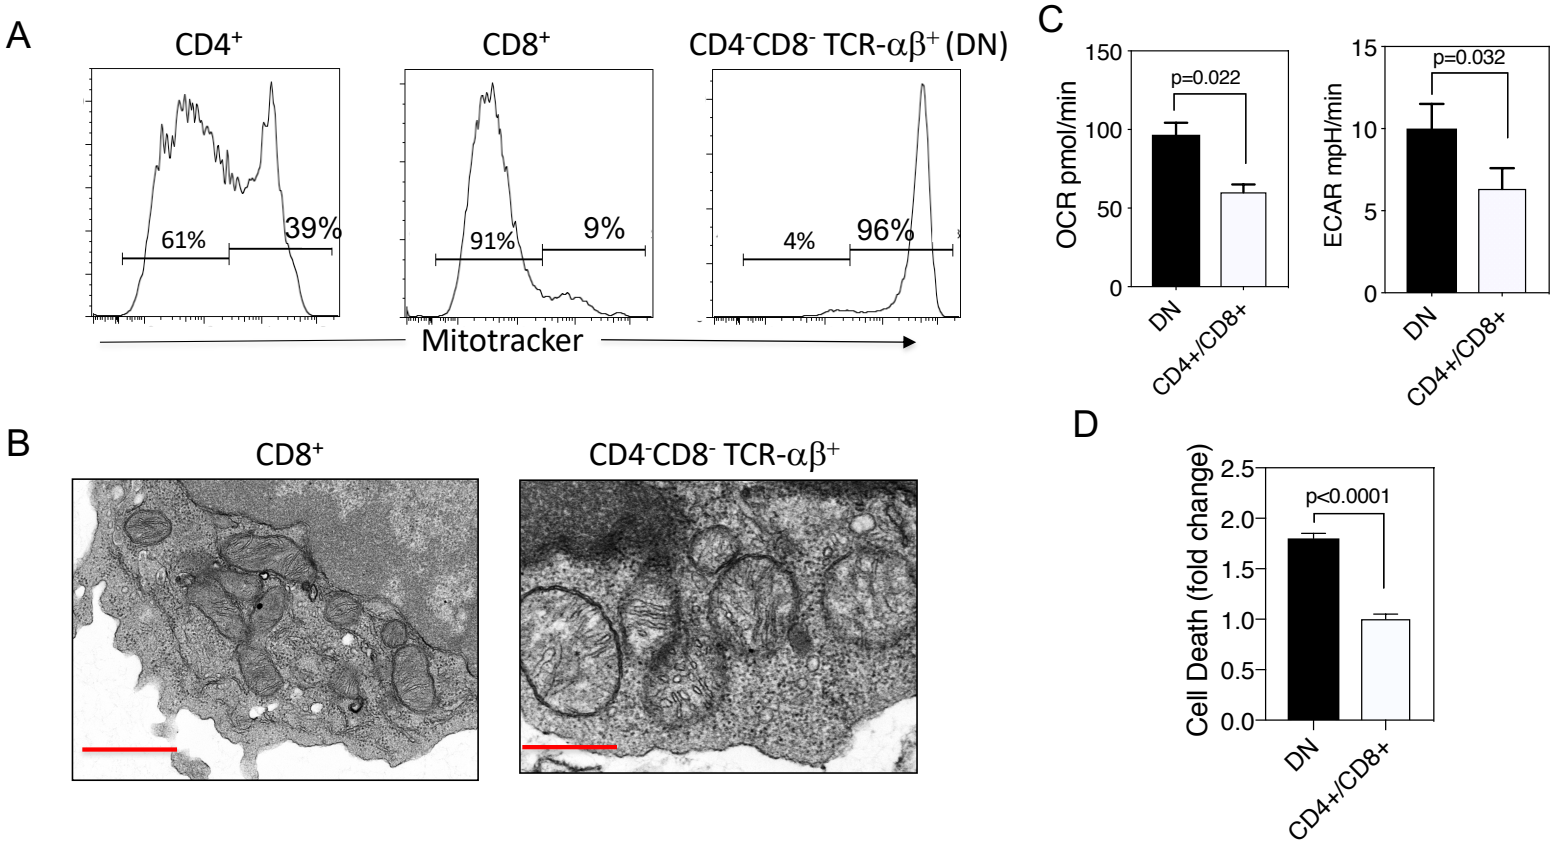 A
CD4+
CD8+
CD4-CD8- TCR-αβ+ (DN)
61%
39%
91%
9%
4%
96%
Mitotracker
B
CD8+
CD4-CD8- TCR-αβ+
C
150
100
50
0
OCR pmol/min
p=0.022
DN
CD4+/CD8+
15
10
5
0
ECAR mpH/min
p=0.032
DN
CD4+/CD8+
D
2.5
2.0
1.5
1.0
0.5
0.0
Cell Death (fold change)
p<0.0001
DN
CD4+/CD8+